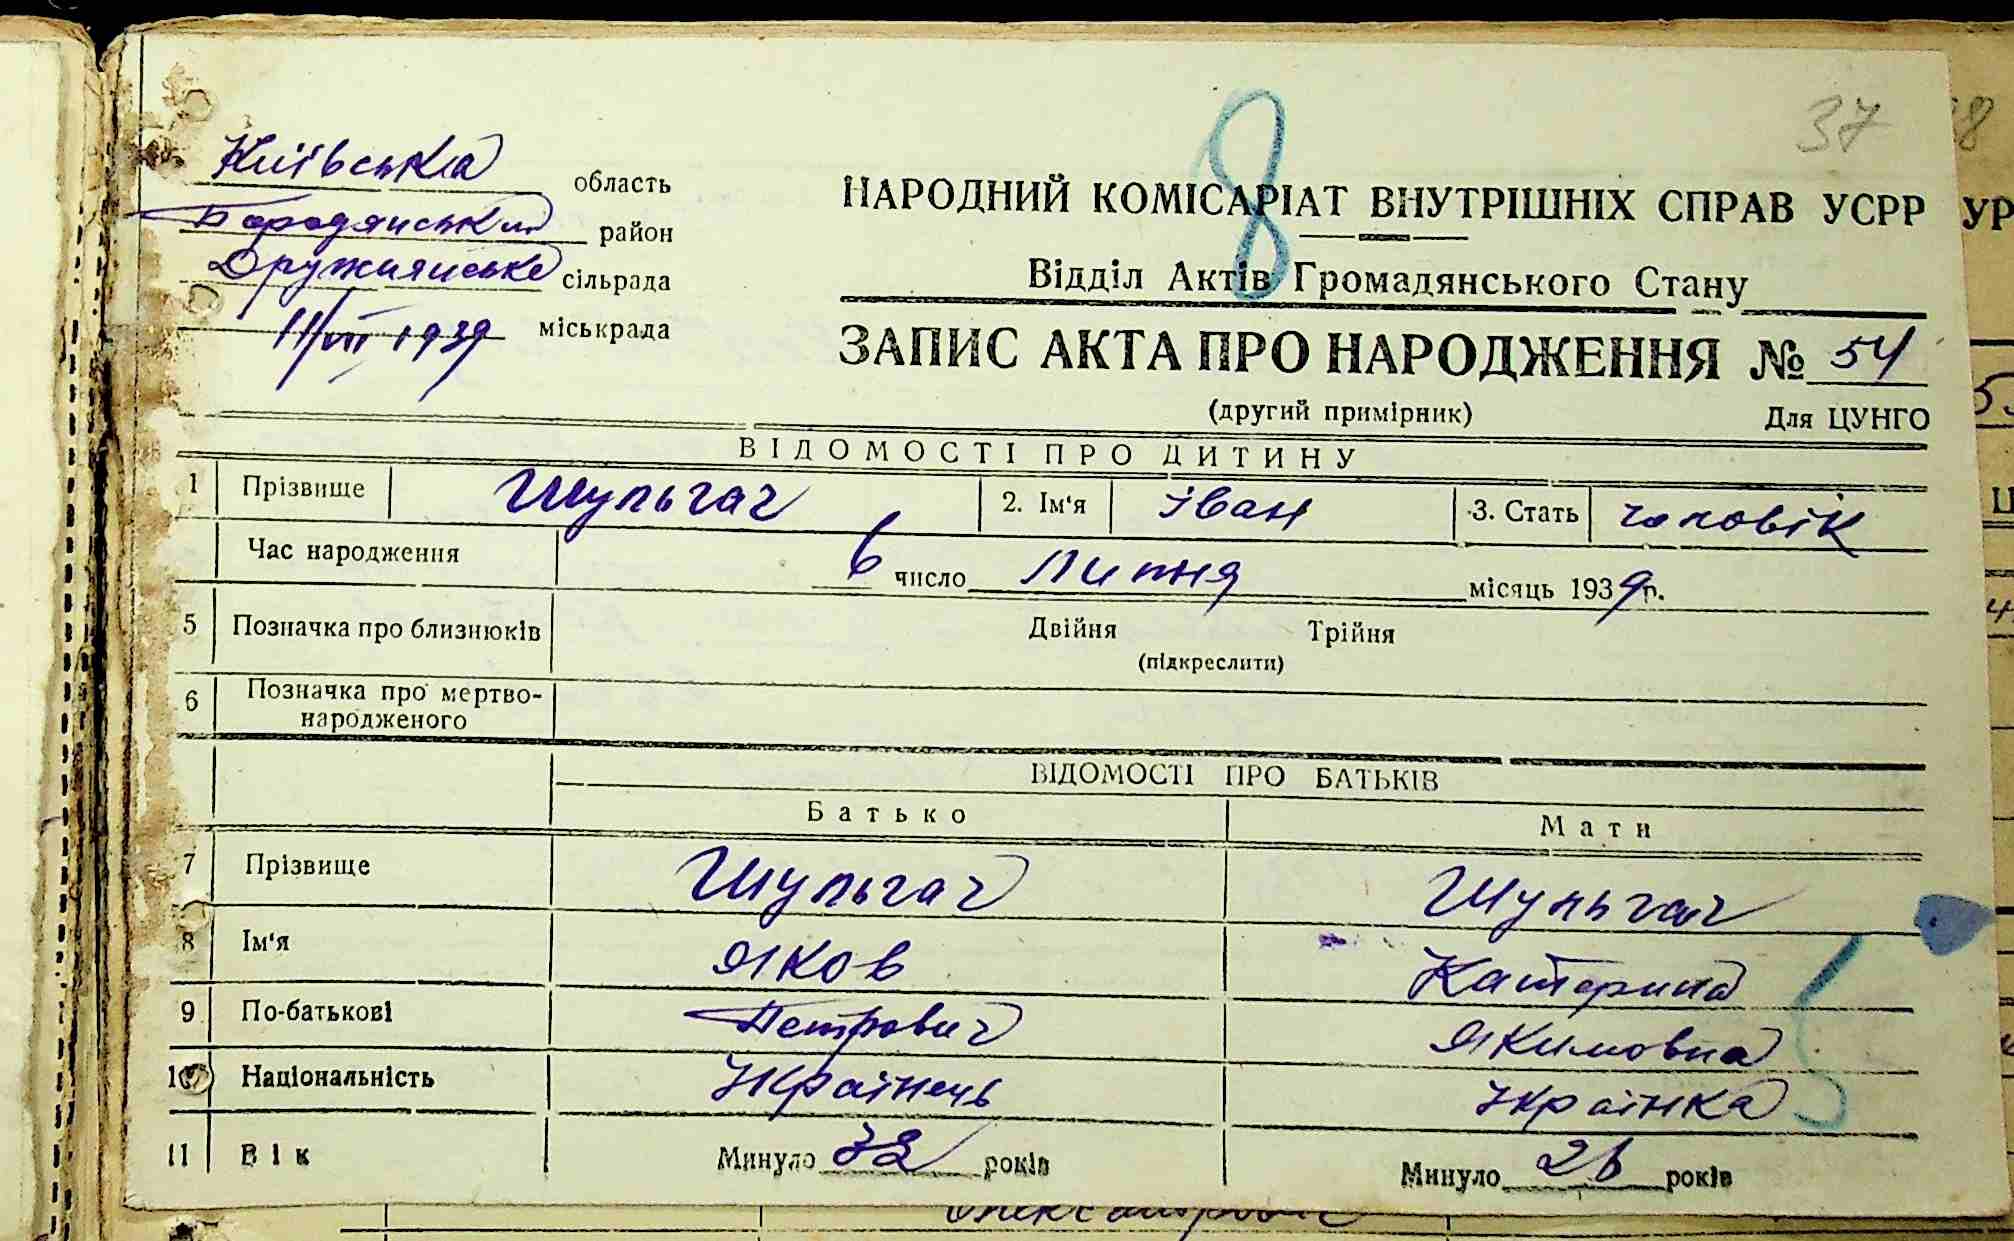 37
8
Київська область
Бородянський район
Дружнянське сільрада
11/VII 1939 міськрада
НАРОДНИЙ КОМІСАРІАТ ВНУТРІШНІХ СПРАВ УСРР
Відділ Актів Громадянського Стану
ЗАПИС АКТА ПРО НАРОДЖЕННЯ № 54
(другий примірник) Для ЦУНГО
ВІДОМОСТІ ПРО ДИТИНУ
1 Прізвище Шульгач 2. Ім'я Іван 3. Стать чоловік
Час народження 6 число Липня місяць 1939 р.
5 Позначка про близнюків Двійня Трійня
(підкреслити)
6 Позначка про мертво-
народженого
ВІДОМОСТІ ПРО БАТЬКІВ
Батько Мати
7 Прізвище Шульгач Шульгач
8 Ім'я Яков Катерина
9 По-батькові Петрович Якимовна
10 Національність Українець Українка
11 Вік Минуло 32 років Минуло 26 років